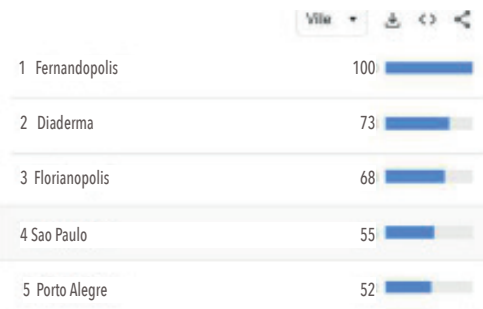 Ville
1 Fernandopolis 100
2 Diaderma 73
3 Florianopolis 68
4 Sao Paulo 55
5 Porto Alegre 52